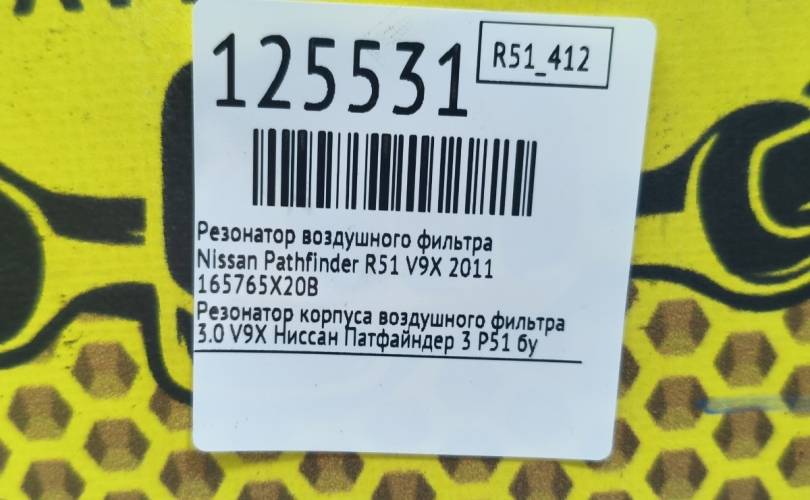 125531
R51_412
Резонатор воздушного фильтра
Nissan Pathfinder R51 V9X 2011
165765X20B
Резонатор корпуса воздушного фильтра
3.0 V9X Ниссан Патфайндер 3 Р51 бу